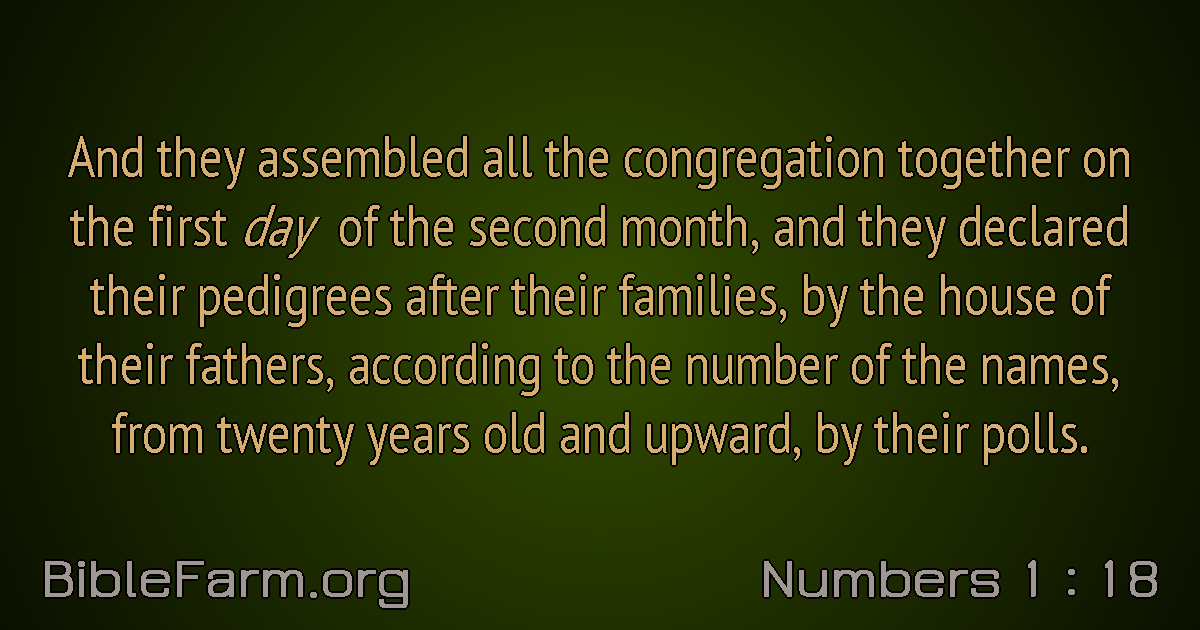 And they assembled all the congregation together on
the first day of the second month, and they declared
their pedigrees after their families, by the house of
their fathers, according to the number of the names,
from twenty years old and upward, by their polls.
BibleFarm.org
Numbers 1 : 18